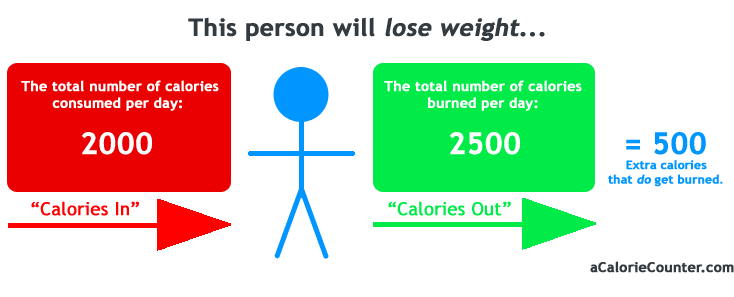 This person will lose weight...
The total number of calories
consumed per day:
2000
“Calories In”
The total number of calories
burned per day:
2500
“Calories Out”
= 500
Extra calories
that do get burned.
aCalorieCounter.com